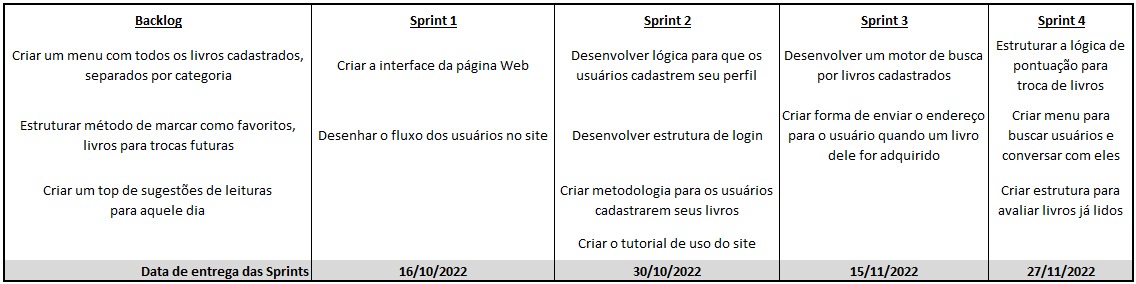 Backlog
Criar um menu com todos os livros cadastrados,
separados por categoria
Estruturar método de marcar como favoritos,
livros para trocas futuras
Criar um top de sugestões de leituras
para aquele dia
Sprint 1
Criar a interface da página Web
Desenhar o fluxo dos usuários no site
Sprint 2
Desenvolver lógica para que os
usuários cadastrem seu perfil
Desenvolver estrutura de login
Criar metodologia para os usuários
cadastrarem seus livros
Criar o tutorial de uso do site
Sprint 3
Desenvolver um motor de busca
por livros cadastrados
Criar forma de enviar o endereço
para o usuário quando um livro
dele for adquirido
Sprint 4
Estruturar a lógica de
pontuação para
troca de livros
Criar menu para
buscar usuários e
conversar com eles
Criar estrutura para
avaliar livros já lidos
Data de entrega das Sprints
16/10/2022
30/10/2022
15/11/2022
27/11/2022